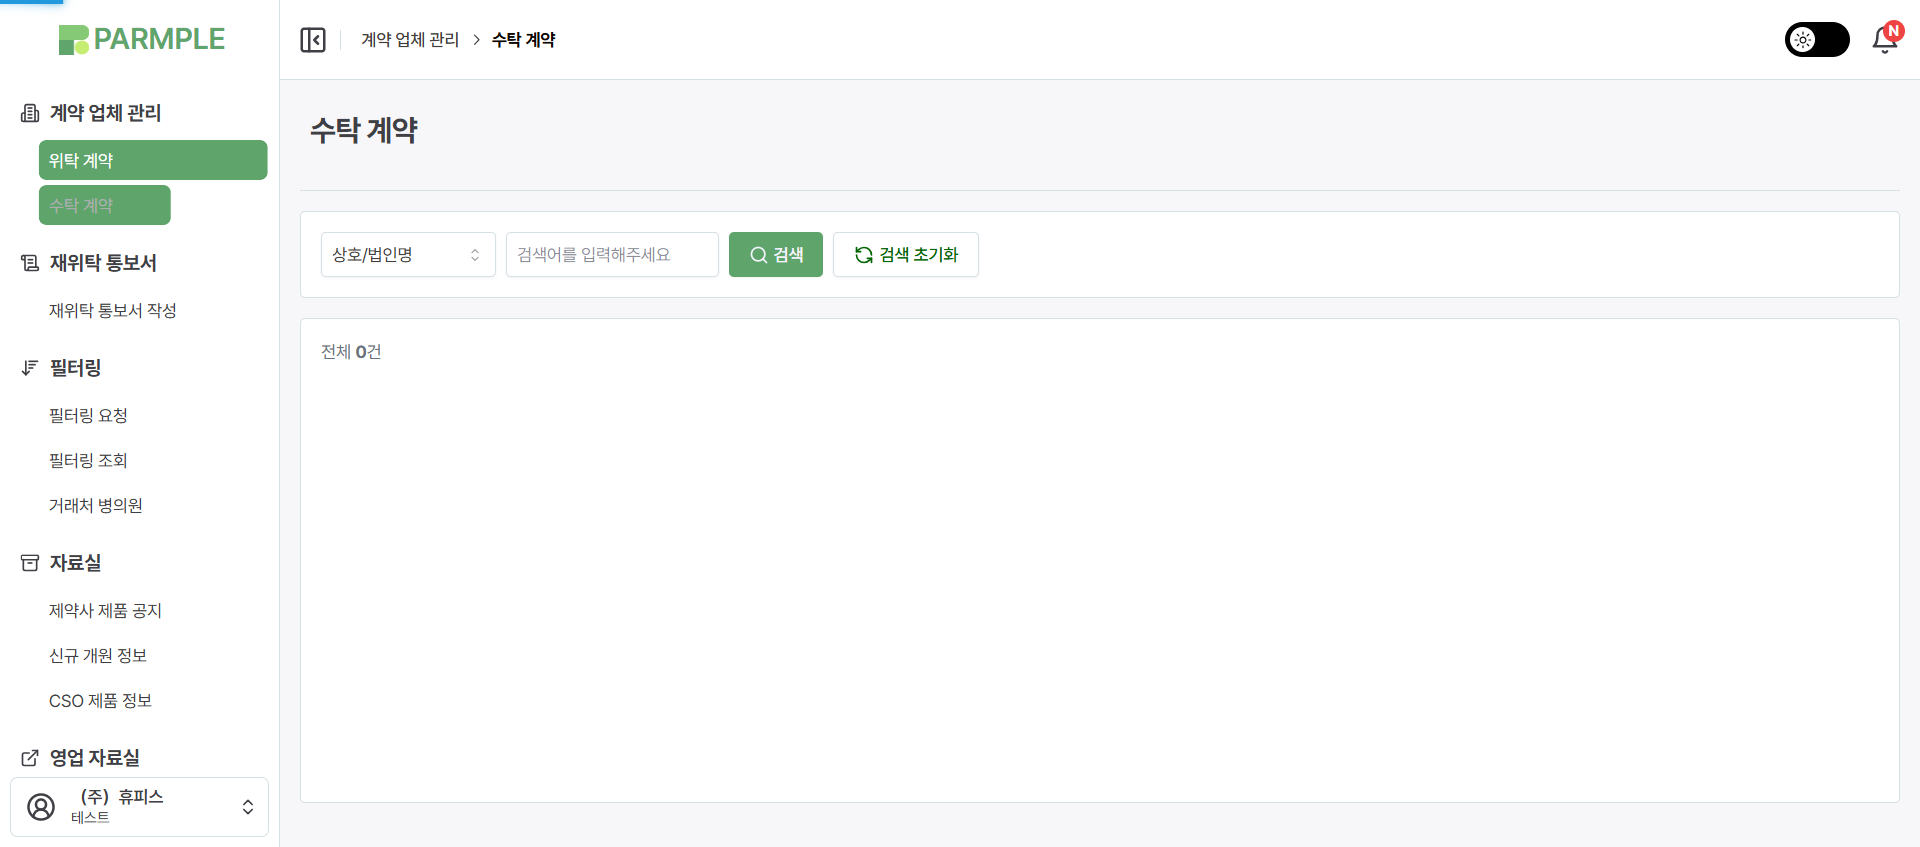 PARMPLE
계약 업체 관리
위탁 계약
수탁 계약
재위탁 통보서
재위탁 통보서 작성
필터링
필터링 요청
필터링 조회
거래처 병의원
자료실
제약사 제품 공지
신규 개원 정보
CSO 제품 정보
영업 자료실
(주) 휴피스
테스트
계약 업체 관리 > 수탁 계약
N
수탁 계약
상호/법인명
검색어를 입력해주세요
검색
검색 초기화
전체 0건